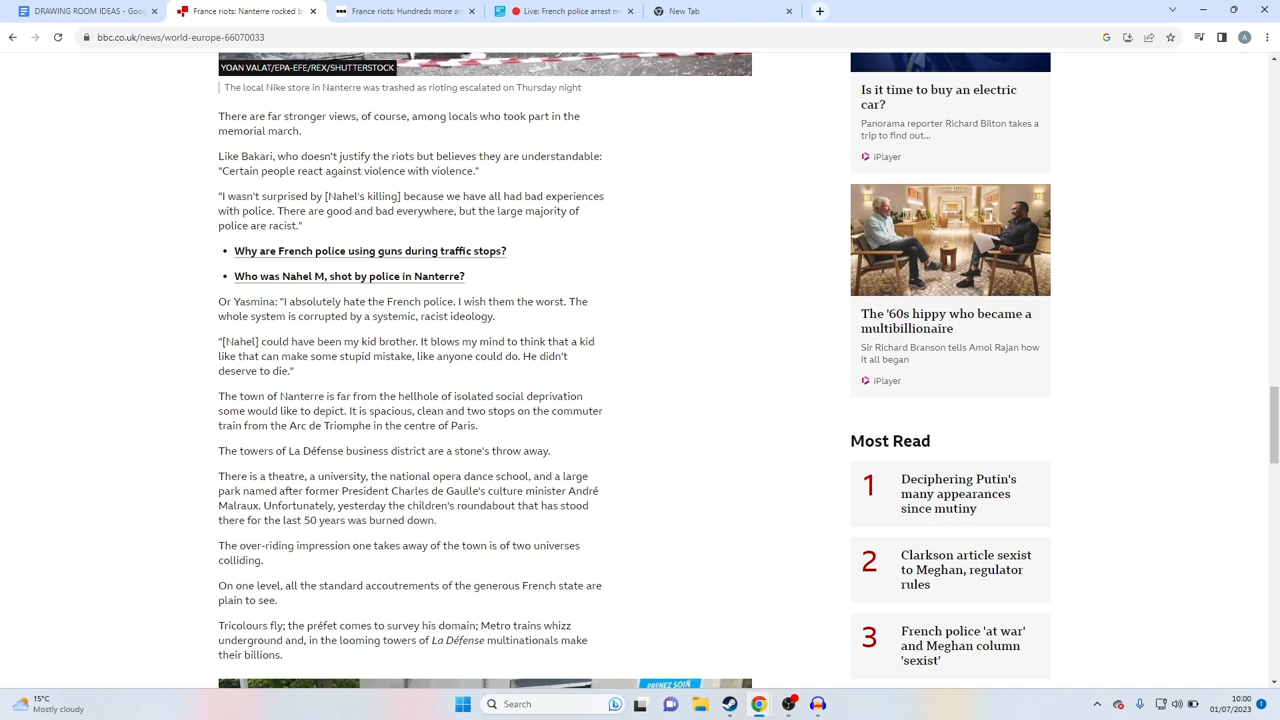 DRAWING ROOM IDEAS - Goo
France riots: Nanterre rocked b
France riots: Hundreds more ar
Live: French police arrest m
New Tab
bbc.co.uk/news/world-europe-66070033
A
YOAN VALAT/EPA-EFE/REX/SHUTTERSTOCK
The local Nike store in Nanterre was trashed as rioting escalated on Thursday night
There are far stronger views, of course, among locals who took part in the
memorial march.
Like Bakari, who doesn't justify the riots but believes they are understandable:
"Certain people react against violence with violence."
"I wasn't surprised by [Nahel's killing] because we have all had bad experiences
with police. There are good and bad everywhere, but the large majority of
police are racist."
• Why are French police using guns during traffic stops?
• Who was Nahel M, shot by police in Nanterre?
Or Yasmina: "I absolutely hate the French police. I wish them the worst. The
whole system is corrupted by a systemic, racist ideology.
"[Nahel] could have been my kid brother. It blows my mind to think that a kid
like that can make some stupid mistake, like anyone could do. He didn't
deserve to die."
The town of Nanterre is far from the hellhole of isolated social deprivation
some would like to depict. It is spacious, clean and two stops on the commuter
train from the Arc de Triomphe in the centre of Paris.
The towers of La Défense business district are a stone's throw away.
There is a theatre, a university, the national opera dance school, and a large
park named after former President Charles de Gaulle's culture minister André
Malraux. Unfortunately, yesterday the children's roundabout that has stood
there for the last 50 years was burned down.
The over-riding impression one takes away of the town is of two universes
colliding.
On one level, all the standard accoutrements of the generous French state are
plain to see.
Tricolours fly; the préfet comes to survey his domain; Metro trains whizz
underground and, in the looming towers of La Défense multinationals make
their billions.
PRENEZ SOIN
Is it time to buy an electric
car?
Panorama reporter Richard Bilton takes a
trip to find out...
iPlayer
The '60s hippy who became a
multibillionaire
Sir Richard Branson tells Amol Rajan how
it all began
iPlayer
Most Read
1
Deciphering Putin's
many appearances
since mutiny
2
Clarkson article sexist
to Meghan, regulator
rules
3
French police 'at war'
and Meghan column
'sexist'
15°C
Mostly cloudy
Search
10:00
01/07/2023
1